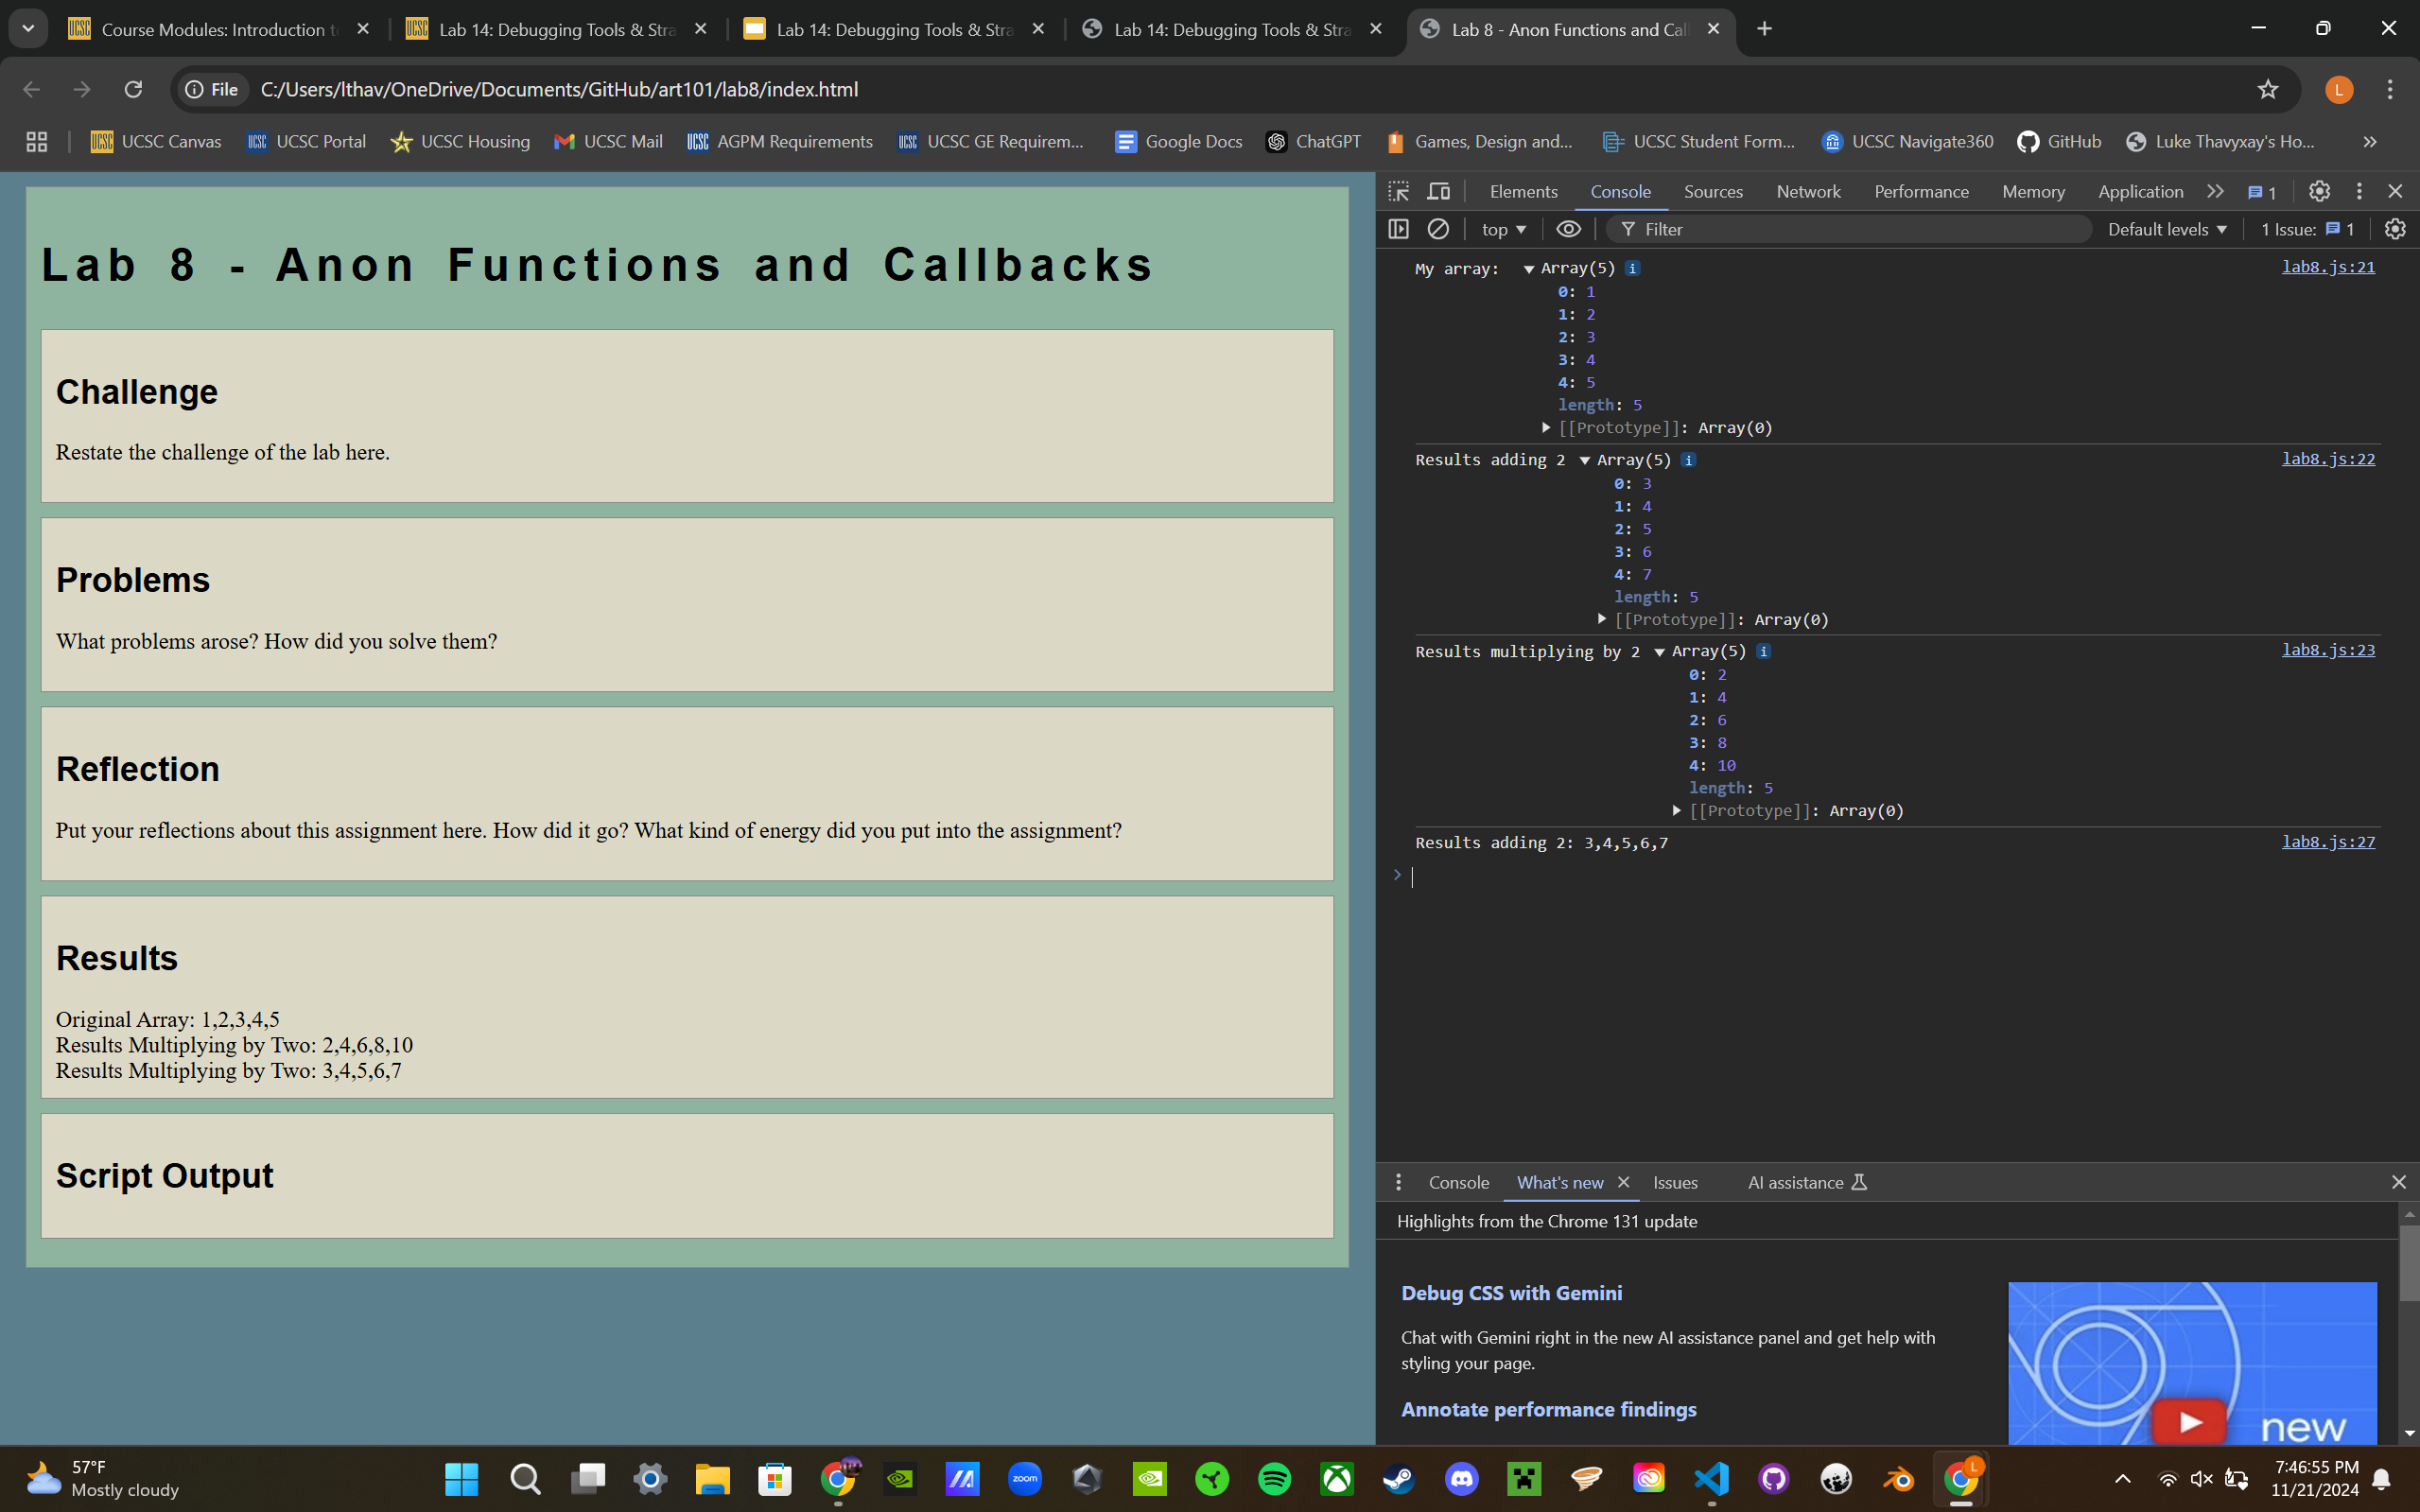 Course Modules: Introduction t
Lab 14: Debugging Tools & Stra
Lab 14: Debugging Tools & Stra
Lab 14: Debugging Tools & Stra
Lab 8 - Anon Functions and Cal
File
C:/Users/lthav/OneDrive/Documents/GitHub/art101/lab8/index.html
L
UCSC Canvas
UCSC Portal
UCSC Housing
UCSC Mail
AGPM Requirements
UCSC GE Requirem...
Google Docs
ChatGPT
Games, Design and...
UCSC Student Form...
UCSC Navigate360
GitHub
Luke Thavyxay's Ho...
Lab 8 - Anon Functions and Callbacks
Challenge
Restate the challenge of the lab here.
Problems
What problems arose? How did you solve them?
Reflection
Put your reflections about this assignment here. How did it go? What kind of energy did you put into the assignment?
Results
Original Array: 1,2,3,4,5
Results Multiplying by Two: 2,4,6,8,10
Results Multiplying by Two: 3,4,5,6,7
Script Output
Elements Console Sources Network Performance Memory Application 1
top Filter Default levels 1 Issue: 1
My array: Array(5) lab8.js:21
0: 1
1: 2
2: 3
3: 4
4: 5
length: 5
[[Prototype]]: Array(0)
Results adding 2 Array(5) lab8.js:22
0: 3
1: 4
2: 5
3: 6
4: 7
length: 5
[[Prototype]]: Array(0)
Results multiplying by 2 Array(5) lab8.js:23
0: 2
1: 4
2: 6
3: 8
4: 10
length: 5
[[Prototype]]: Array(0)
Results adding 2: 3,4,5,6,7 lab8.js:27
Console What's new Issues AI assistance
Highlights from the Chrome 131 update
Debug CSS with Gemini
Chat with Gemini right in the new AI assistance panel and get help with
styling your page.
Annotate performance findings
new
57°F
Mostly cloudy
zoom
7:46:55 PM
11/21/2024